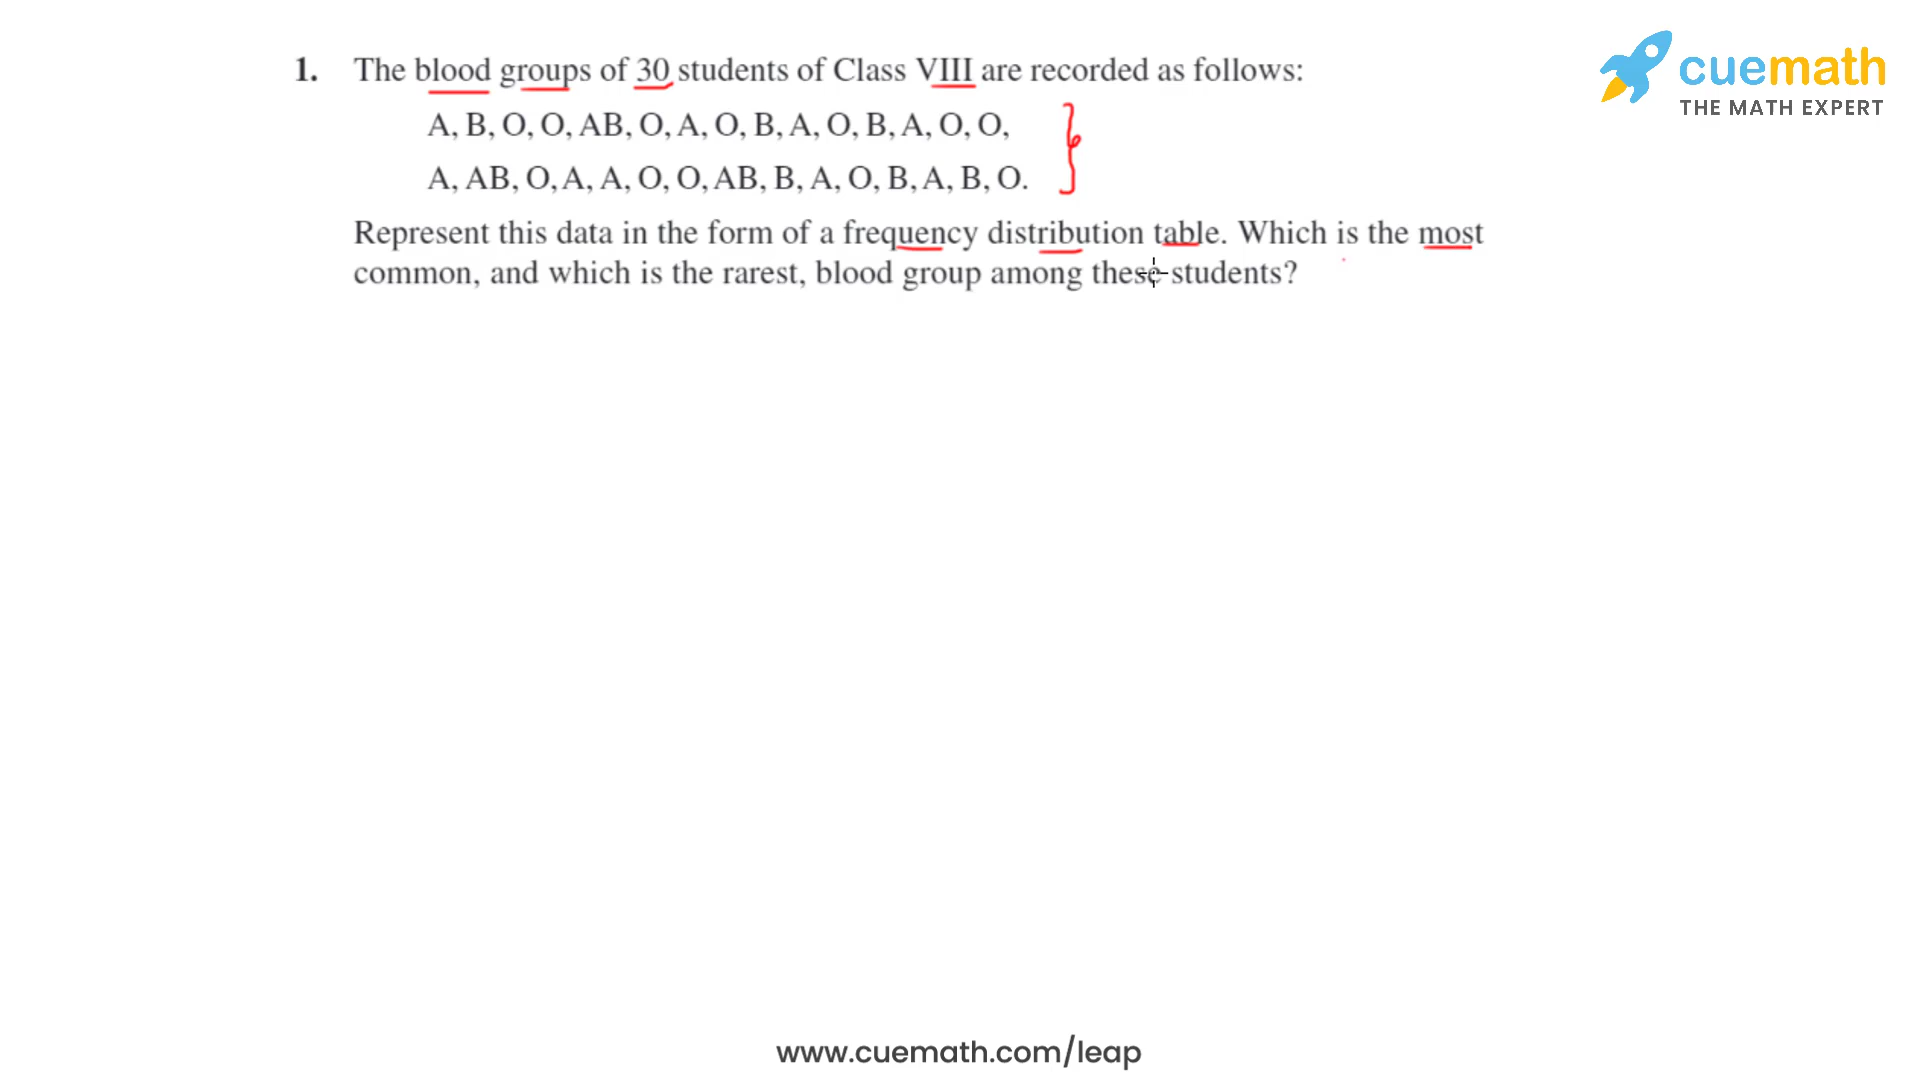 1. The blood groups of 30 students of Class VIII are recorded as follows:
A, B, O, O, AB, O, A, O, B, A, O, B, A, O, O,
A, AB, O, A, A, O, O, AB, B, A, O, B, A, B, O.
Represent this data in the form of a frequency distribution table. Which is the most
common, and which is the rarest, blood group among these students?
cuemath
THE MATH EXPERT
www.cuemath.com/leap